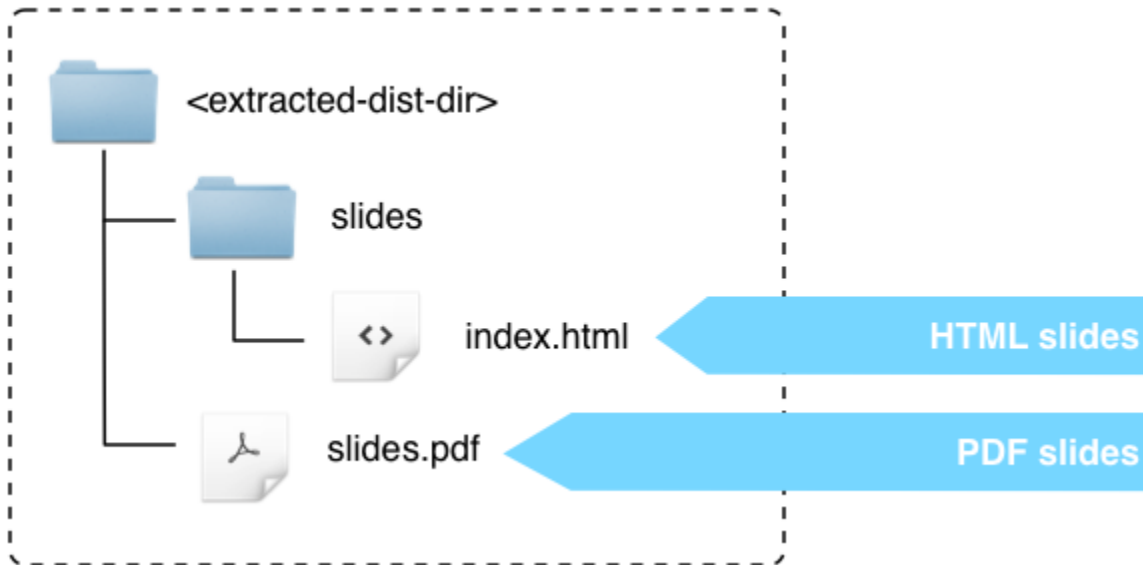 <extracted-dist-dir>
slides
index.html
HTML slides
slides.pdf
PDF slides